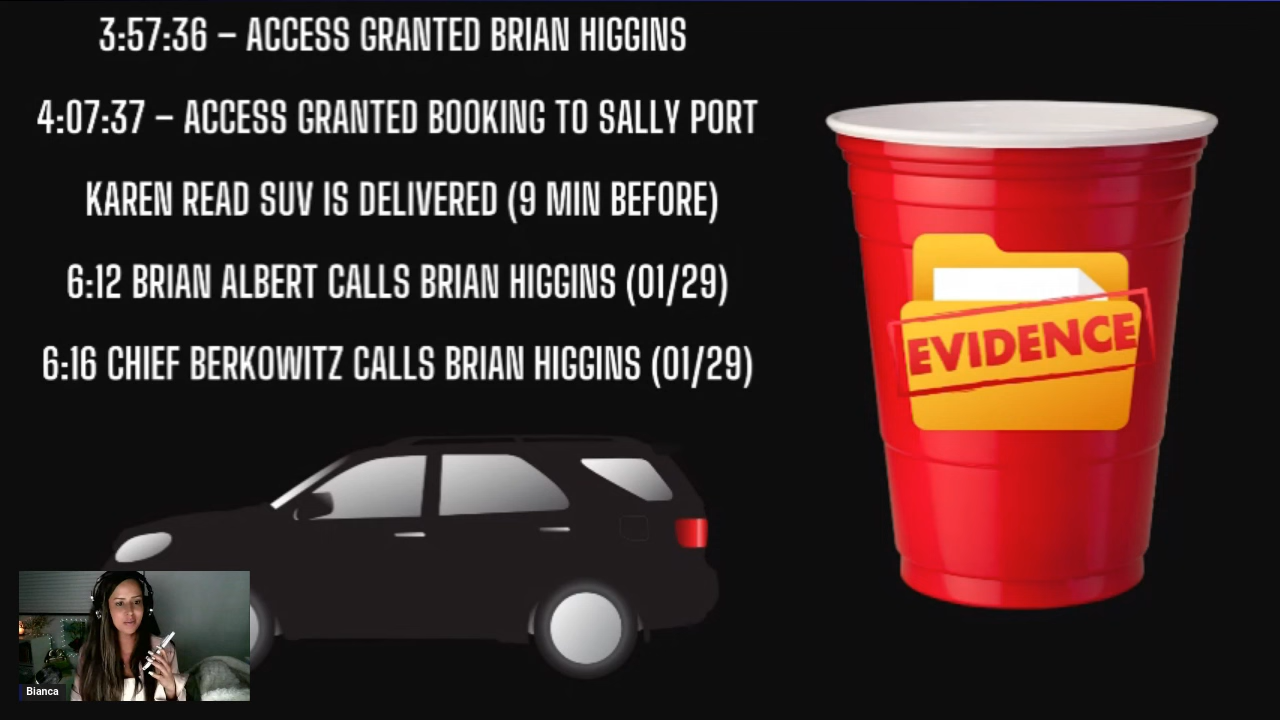 3:57:36 – ACCESS GRANTED BRIAN HIGGINS
4:07:37 – ACCESS GRANTED BOOKING TO SALLY PORT
KAREN READ SUV IS DELIVERED (9 MIN BEFORE)
6:12 BRIAN ALBERT CALLS BRIAN HIGGINS (01/29)
6:16 CHIEF BERKOWITZ CALLS BRIAN HIGGINS (01/29)
EVIDENCE
Bianca